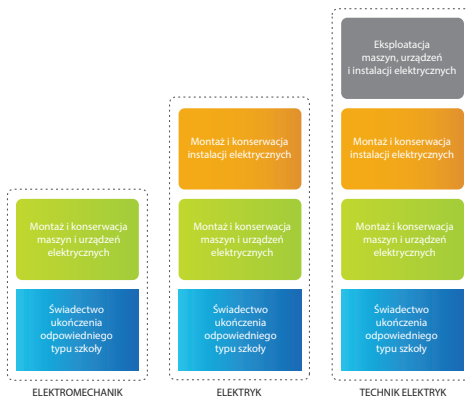 Eksploatacja
maszyn, urządzeń
i instalacji elektrycznych
Montaż i konserwacja
instalacji elektrycznych
Montaż i konserwacja
instalacji elektrycznych
Montaż i konserwacja
maszyn i urządzeń
elektrycznych
Montaż i konserwacja
maszyn i urządzeń
elektrycznych
Montaż i konserwacja
maszyn i urządzeń
elektrycznych
Świadectwo
ukończenia
odpowiedniego
typu szkoły
Świadectwo
ukończenia
odpowiedniego
typu szkoły
Świadectwo
ukończenia
odpowiedniego
typu szkoły
ELEKTROMECHANIK
ELEKTRYK
TECHNIK ELEKTRYK